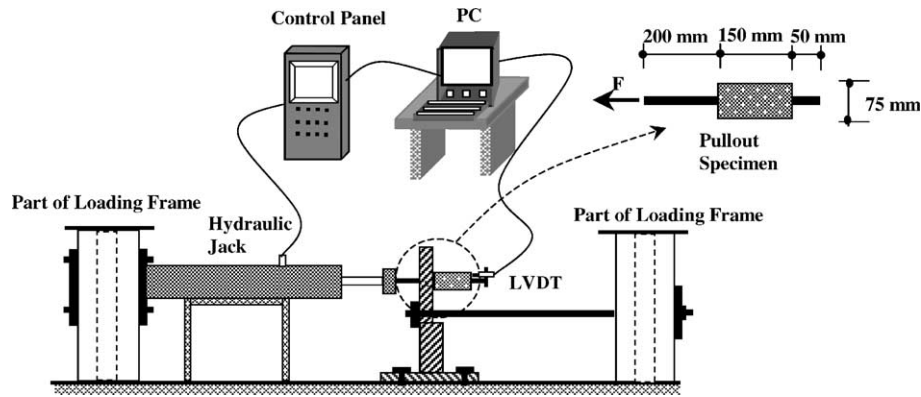 Control Panel
PC
200 mm
150 mm
50 mm
F
75 mm
Pullout
Specimen
Part of Loading Frame
Hydraulic
Jack
LVDT
Part of Loading Frame